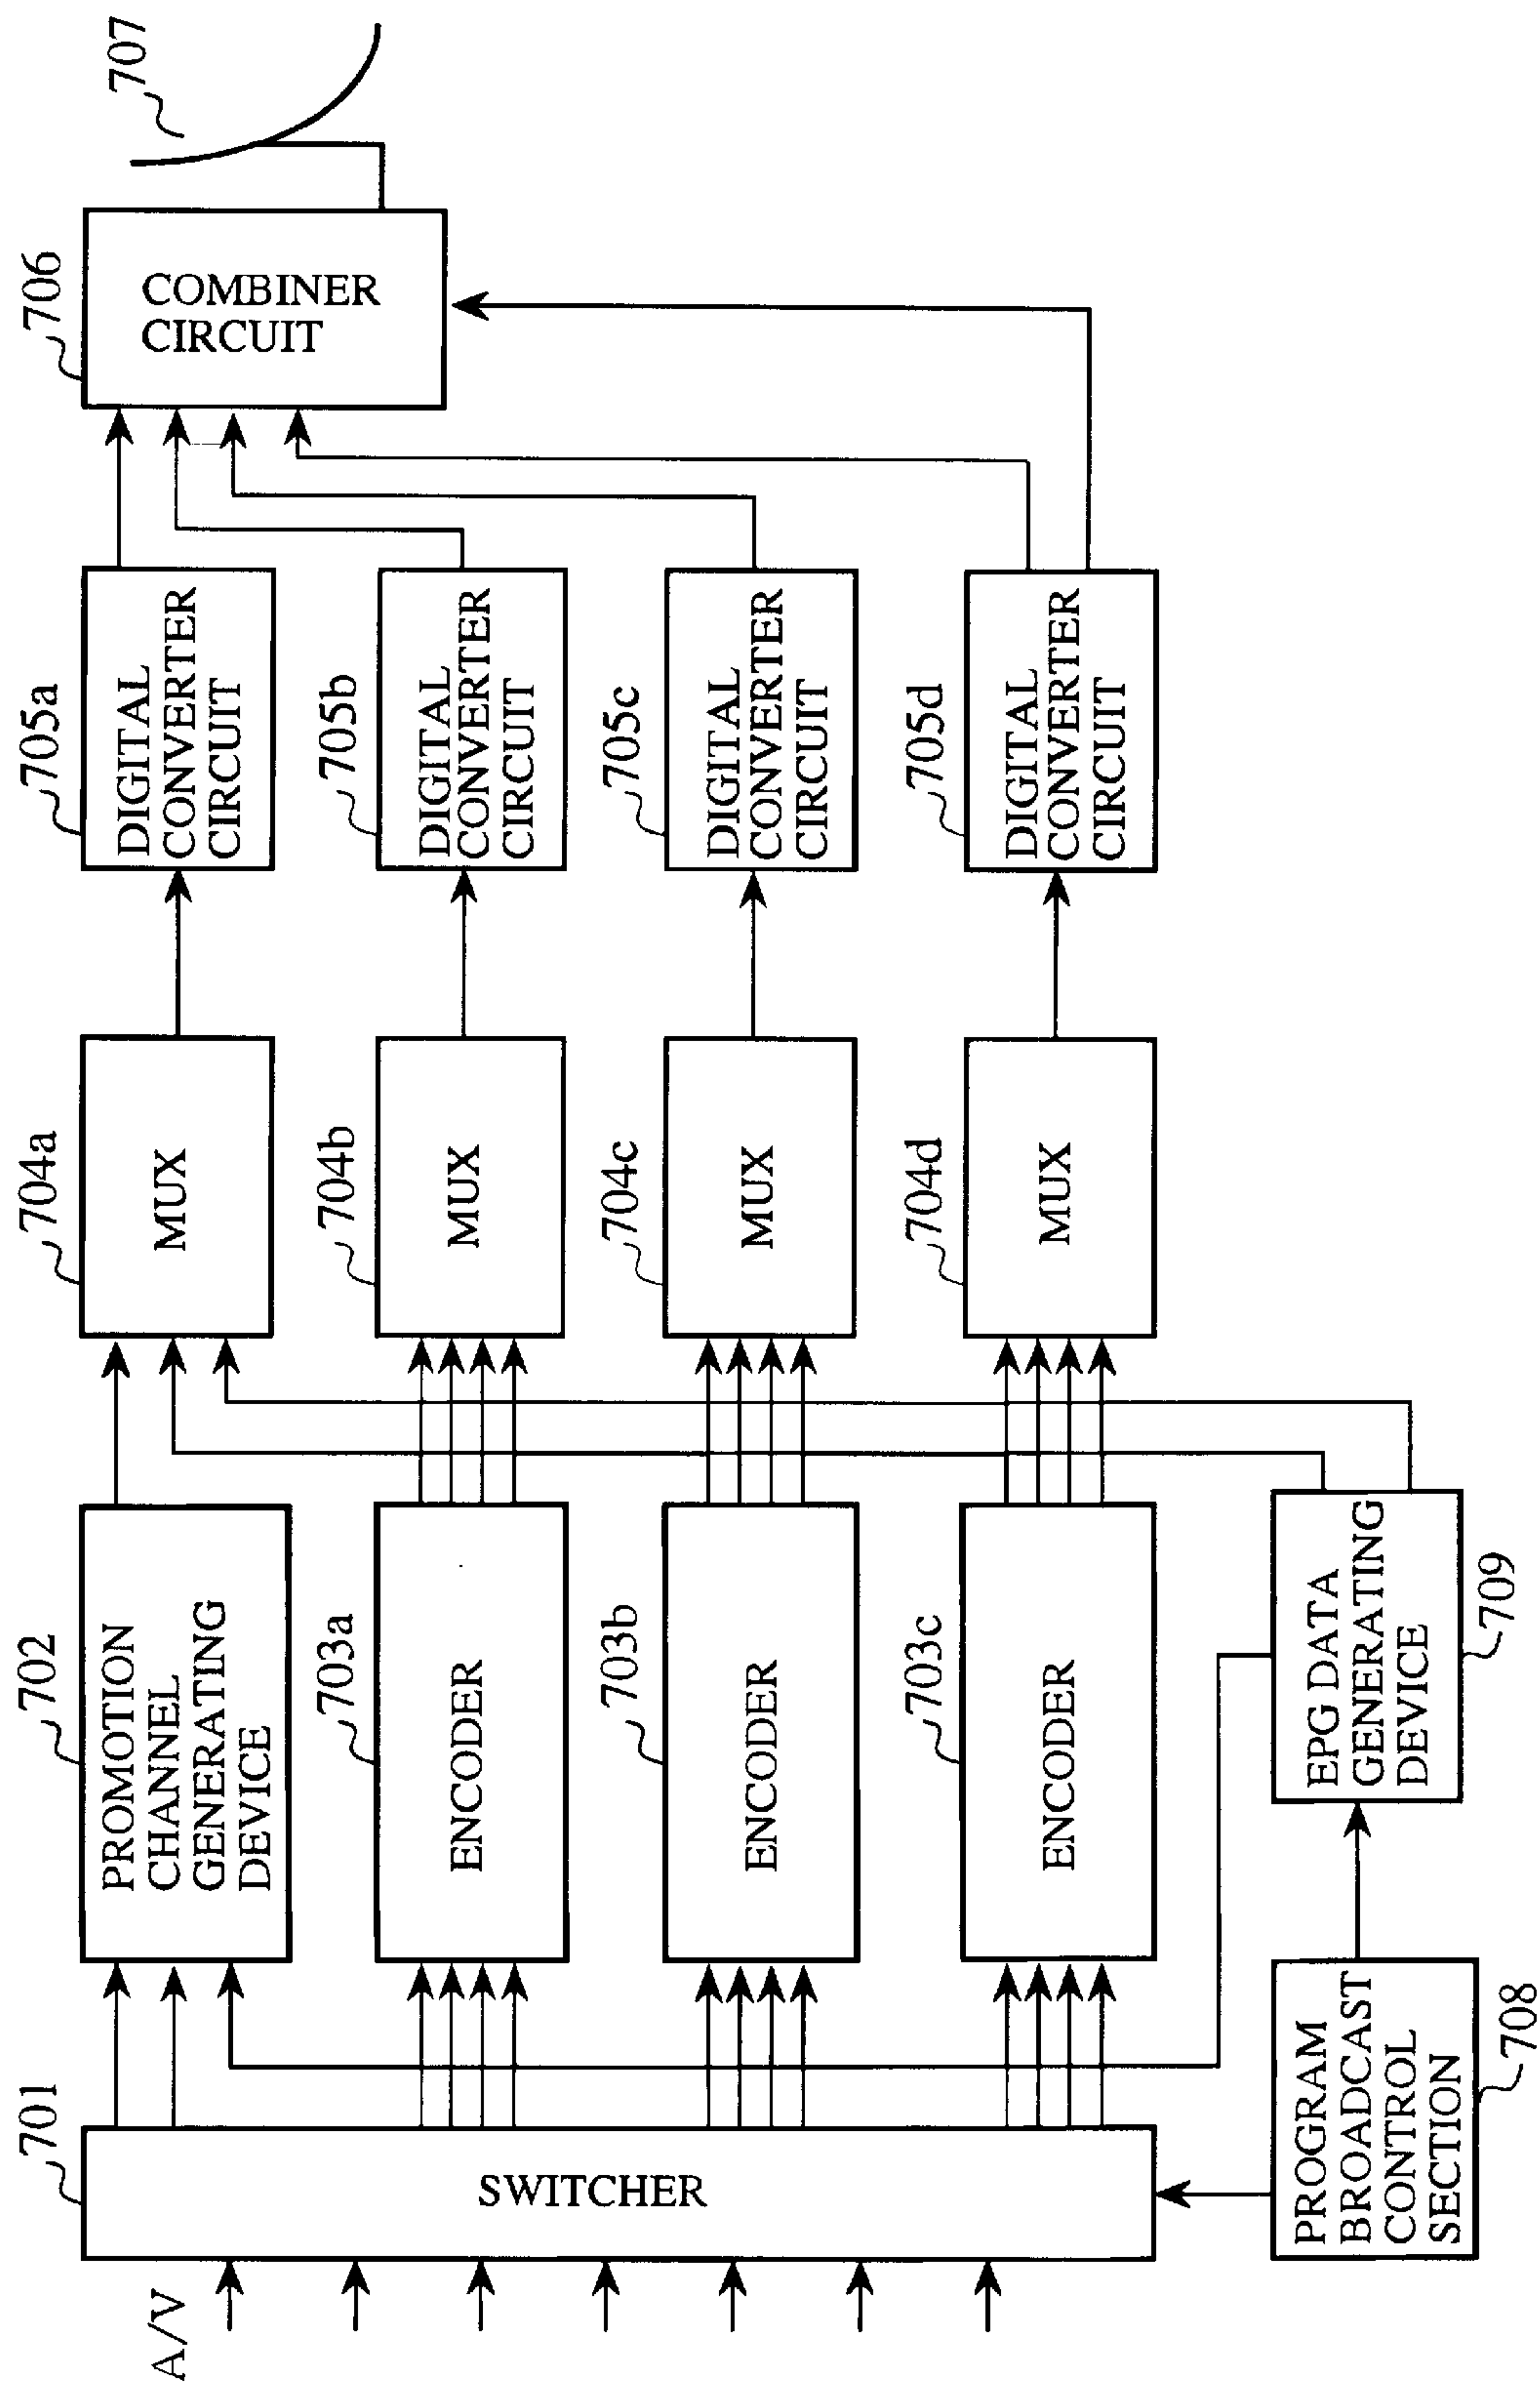 A/V
701
SWITCHER
702
PROMOTION
CHANNEL
GENERATING
DEVICE
703a
ENCODER
703b
ENCODER
703c
ENCODER
704a
MUX
704b
MUX
704c
MUX
704d
MUX
705a
DIGITAL
CONVERTER
CIRCUIT
705b
DIGITAL
CONVERTER
CIRCUIT
705c
DIGITAL
CONVERTER
CIRCUIT
705d
DIGITAL
CONVERTER
CIRCUIT
706
COMBINER
CIRCUIT
707
PROGRAM
BROADCAST
CONTROL
SECTION
708
EPG DATA
GENERATING
DEVICE
709